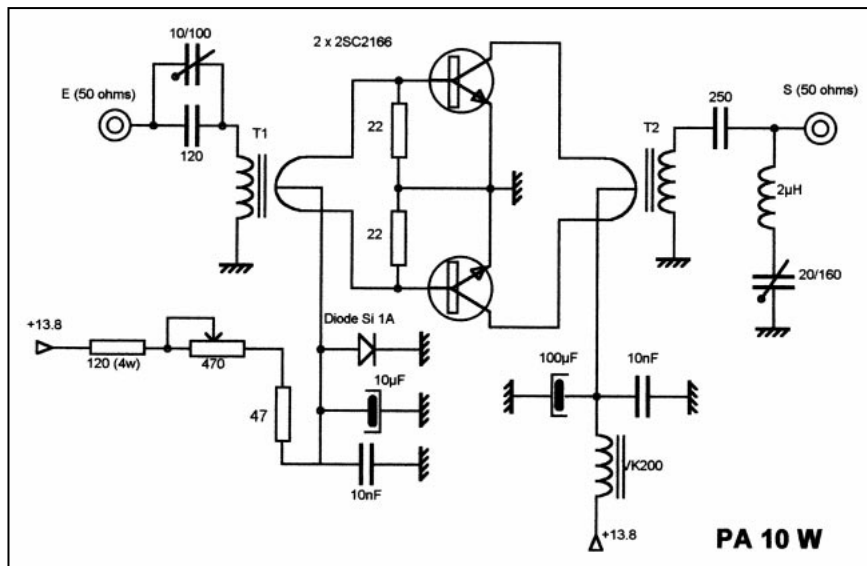 10/100
2 x 2SC2166
E (50 ohms)
120
T1
22
22
T2
250
S (50 ohms)
2µH
20/160
+13.8
120 (4w)
470
47
Diode Si 1A
10µF
10nF
100µF
10nF
VK200
+13.8
PA 10 W